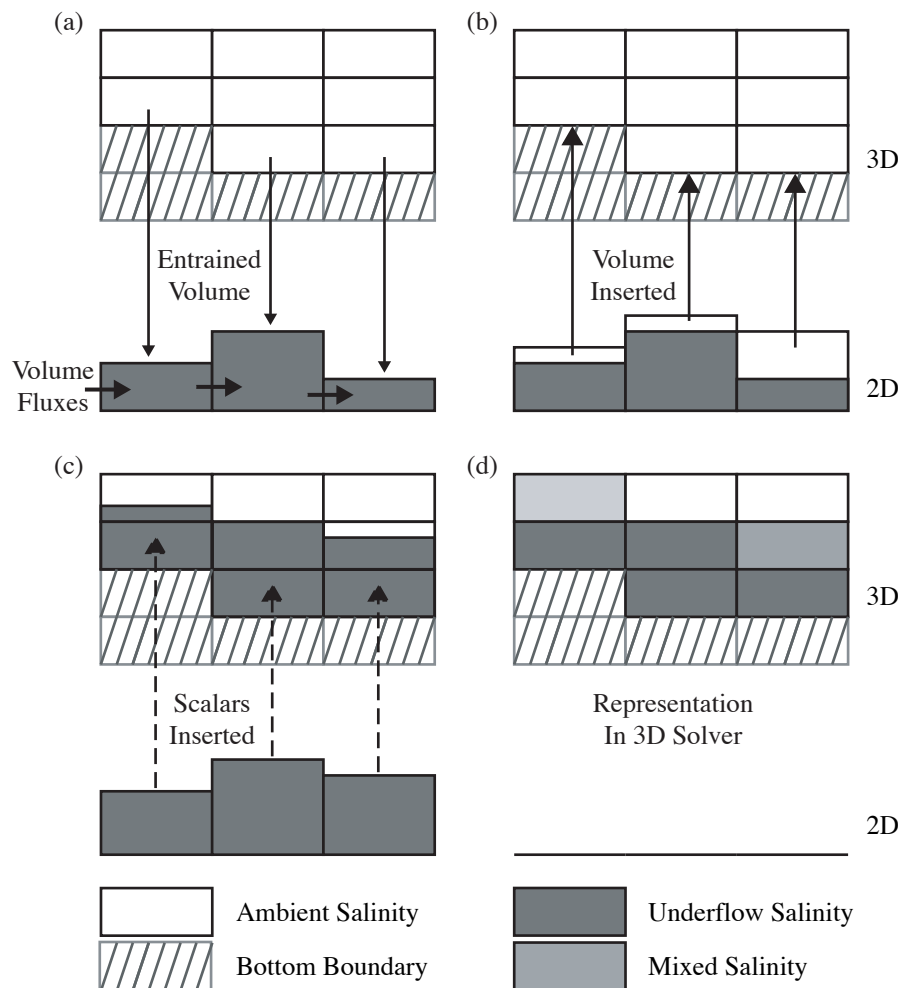 (a)
(b)
3D
Entrained
Volume
Volume
Inserted
Volume
Fluxes
2D
(c)
(d)
3D
Scalars
Inserted
Representation
In 3D Solver
2D
Ambient Salinity
Underflow Salinity
Bottom Boundary
Mixed Salinity